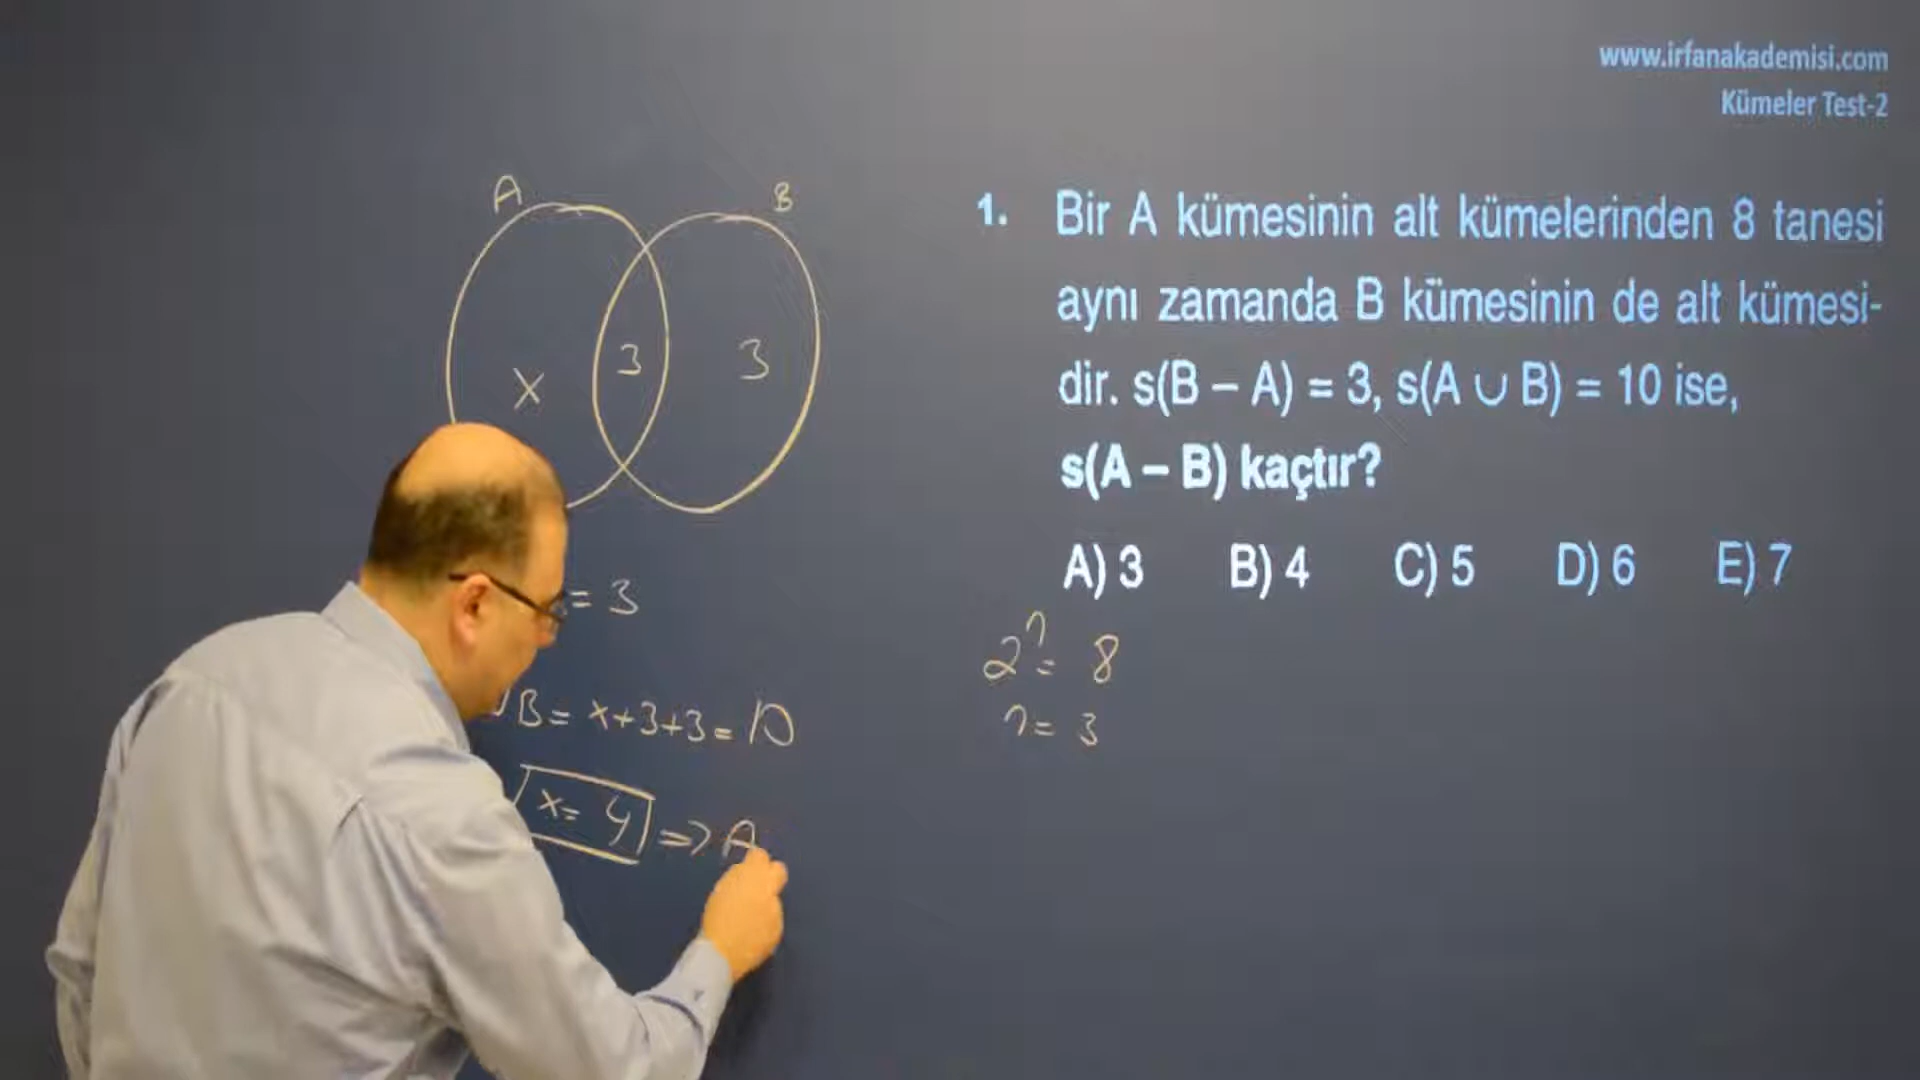 www.irfanakademisi.com
Kümeler Test-2
1. Bir A kümesinin alt kümelerinden 8 tanesi
aynı zamanda B kümesinin de alt kümesi-
dir. s(B – A) = 3, s(A ∪ B) = 10 ise,
s(A – B) kaçtır?
A) 3 B) 4 C) 5 D) 6 E) 7
A B
x 3 3
= 3
B = x+3+3 = 10
x = 4 => A
2ⁿ = 8
n = 3